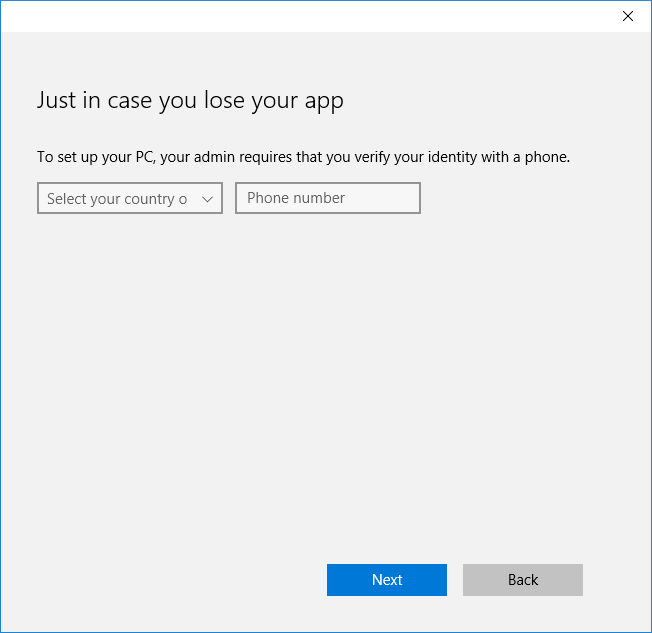 Just in case you lose your app
To set up your PC, your admin requires that you verify your identity with a phone.
Select your country o
Phone number
Next
Back